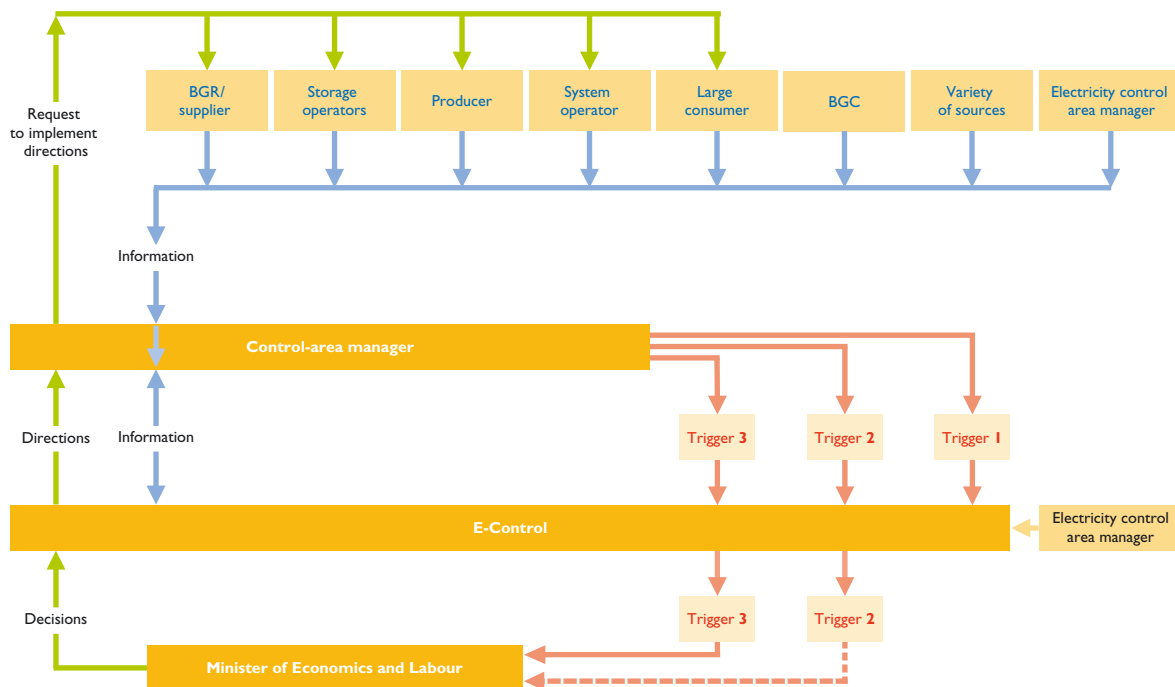 Request
to implement
directions
BGR/
supplier
Storage
operators
Producer
System
operator
Large
consumer
BGC
Variety
of sources
Electricity control
area manager
Information
Control-area manager
Directions
Information
Trigger 3
Trigger 2
Trigger 1
E-Control
Electricity control
area manager
Decisions
Trigger 3
Trigger 2
Minister of Economics and Labour